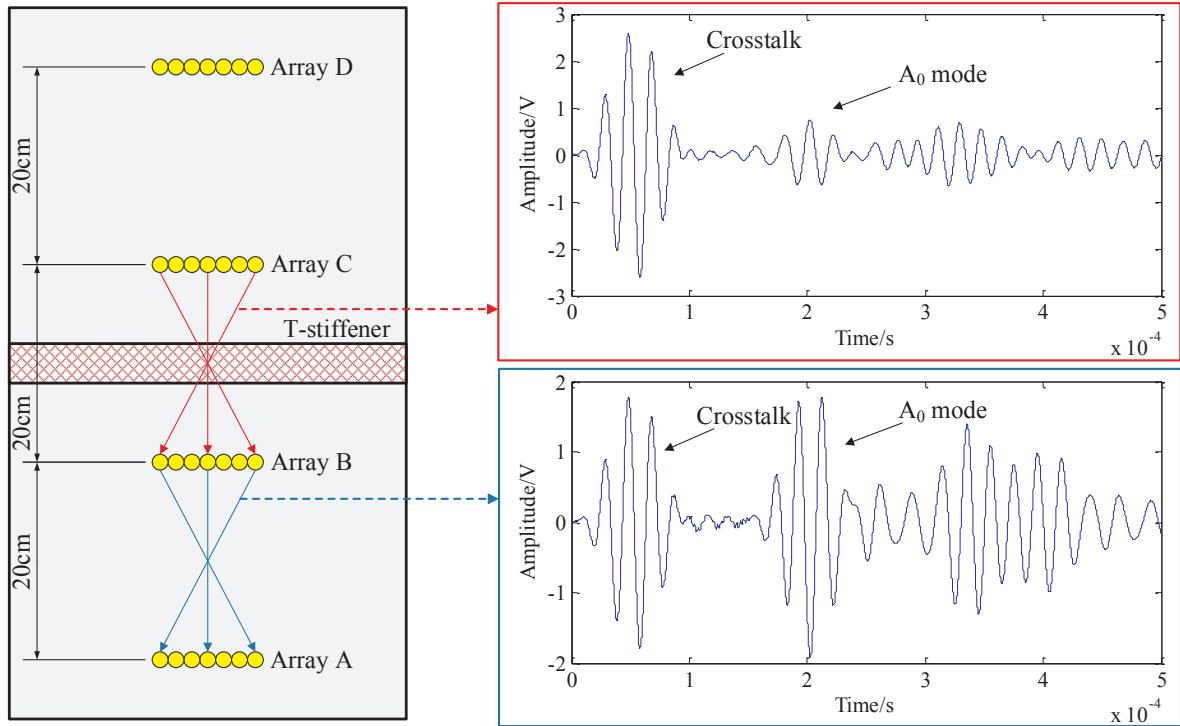 Array D
20cm
Array C
T-stiffener
20cm
Array B
20cm
Array A
3
2
1
0
-1
-2
-3
Amplitude/V
Crosstalk
A₀ mode
0 1 2 3 4 5
Time/s
x 10⁻⁴
2
1
0
-1
-2
Amplitude/V
Crosstalk
A₀ mode
0 1 2 3 4 5
Time/s
x 10⁻⁴